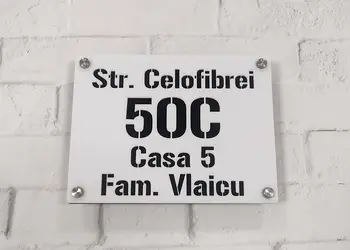 Str. Celofibrei
50C
Casa 5
Fam. Vlaicu